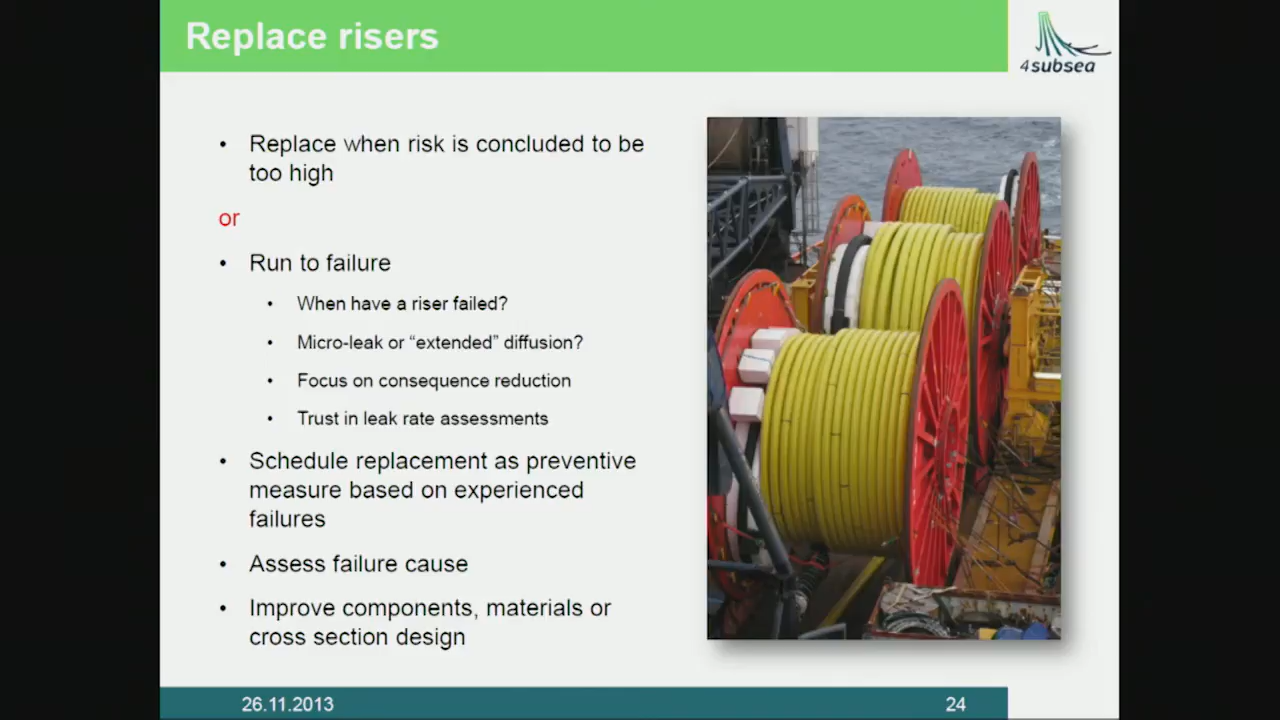 Replace risers
4subsea
• Replace when risk is concluded to be
too high
or
• Run to failure
• When have a riser failed?
• Micro-leak or “extended” diffusion?
• Focus on consequence reduction
• Trust in leak rate assessments
• Schedule replacement as preventive
measure based on experienced
failures
• Assess failure cause
• Improve components, materials or
cross section design
26.11.2013
24